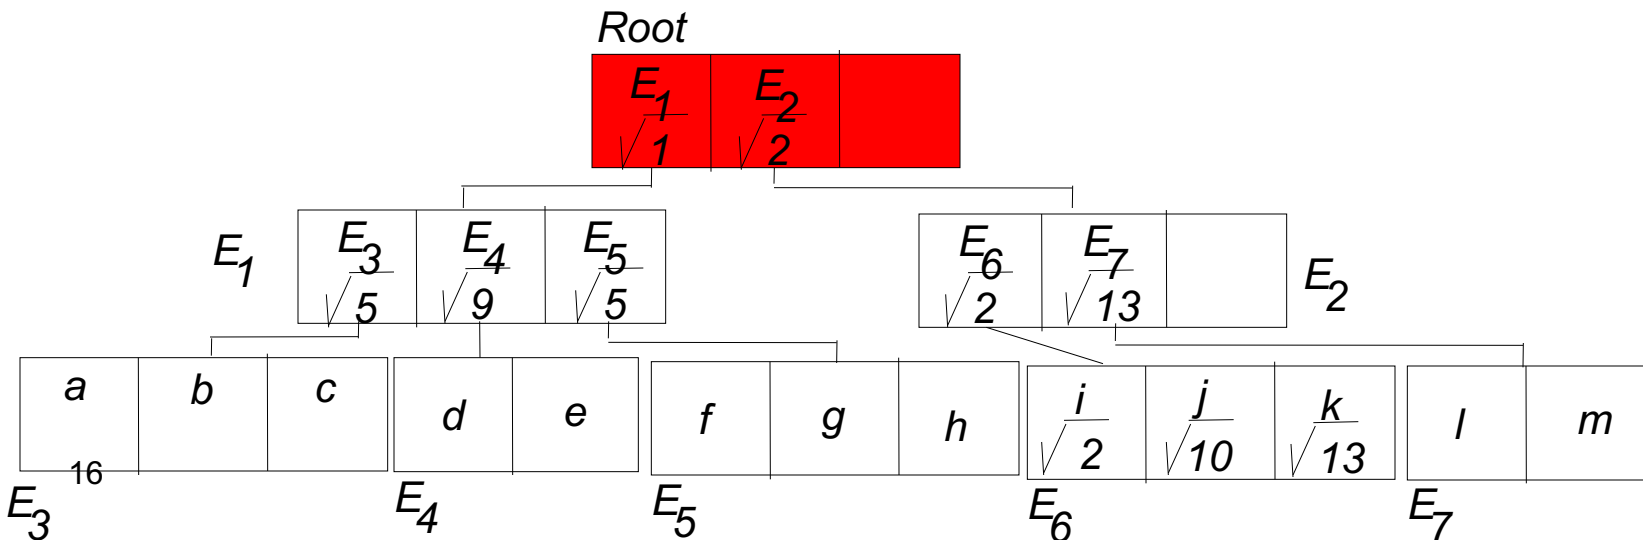 Root
E1 E2
√1 √2
E1 E3 E4 E5 E6 E7 E2
√5 √9 √5 √2 √13
a b c d e f g h i j k l m
√2 √10 √13
16
E3 E4 E5 E6 E7